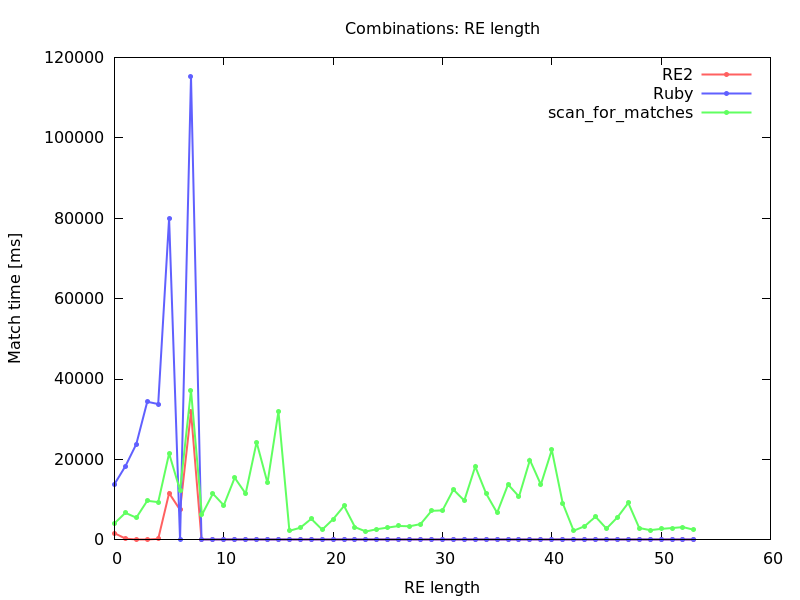 Combinations: RE length
RE2
Ruby
scan_for_matches
120000
100000
80000
60000
40000
20000
0
Match time [ms]
0 10 20 30 40 50 60
RE length